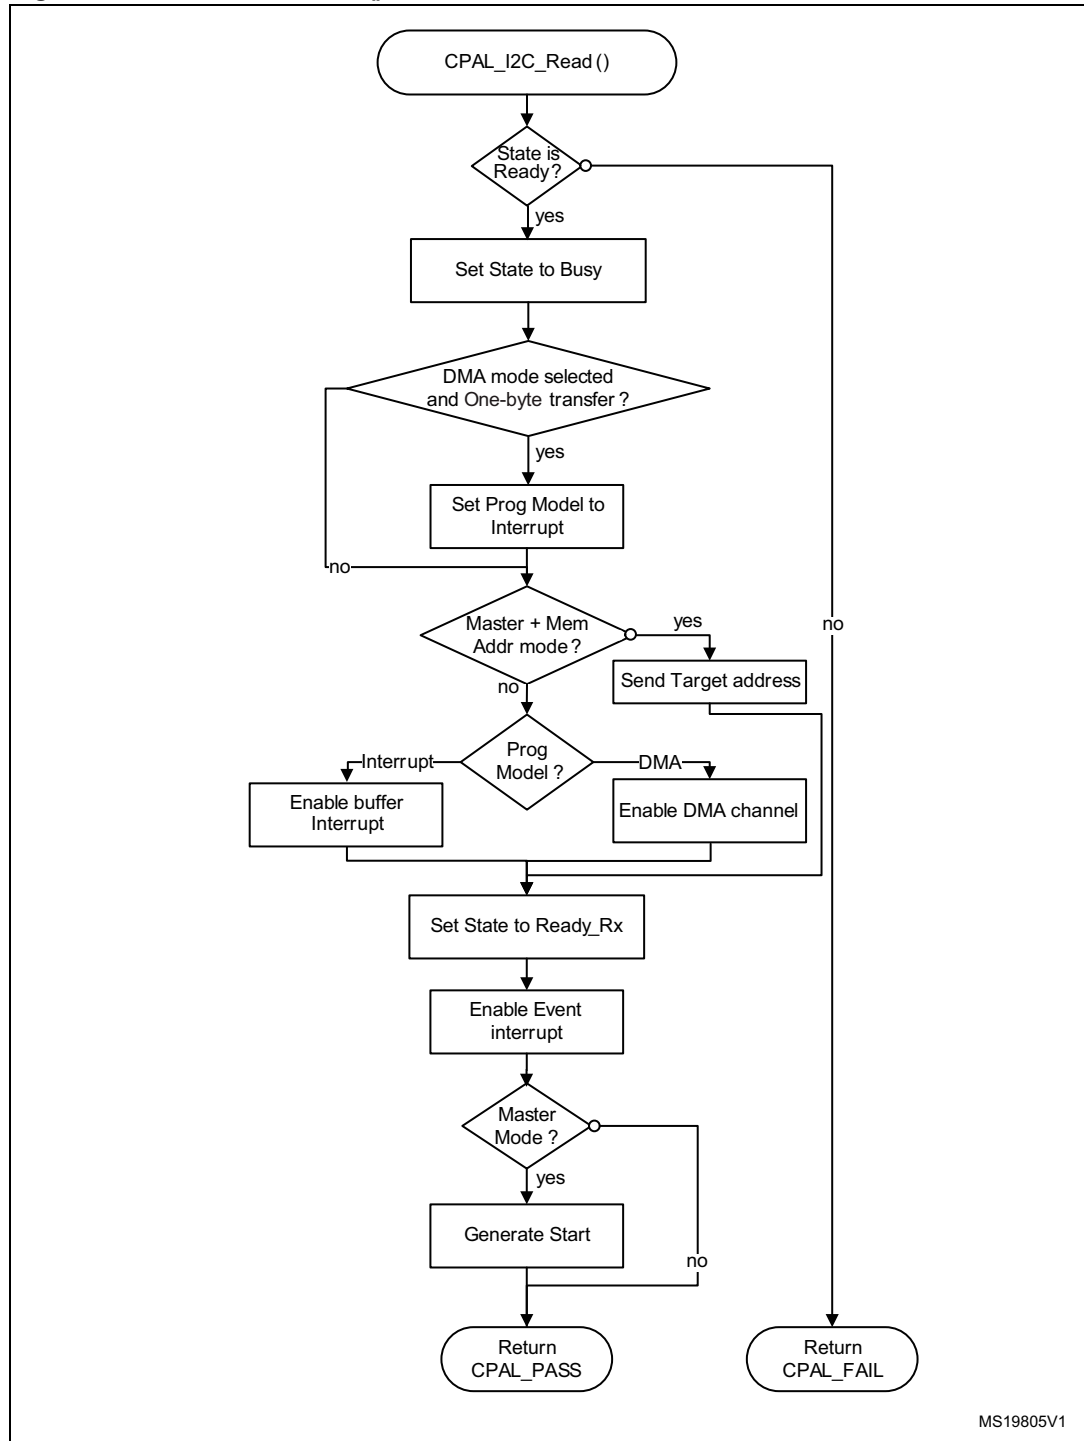 CPAL_I2C_Read ()
State is
Ready ?
yes
Set State to Busy
DMA mode selected
and One-byte transfer ?
yes
Set Prog Model to
Interrupt
no
Master + Mem
Addr mode ?
yes
no
Send Target address
no
Prog
Model ?
Interrupt
DMA
Enable buffer
Interrupt
Enable DMA channel
Set State to Ready_Rx
Enable Event
interrupt
Master
Mode ?
yes
Generate Start
no
Return
CPAL_PASS
Return
CPAL_FAIL
MS19805V1